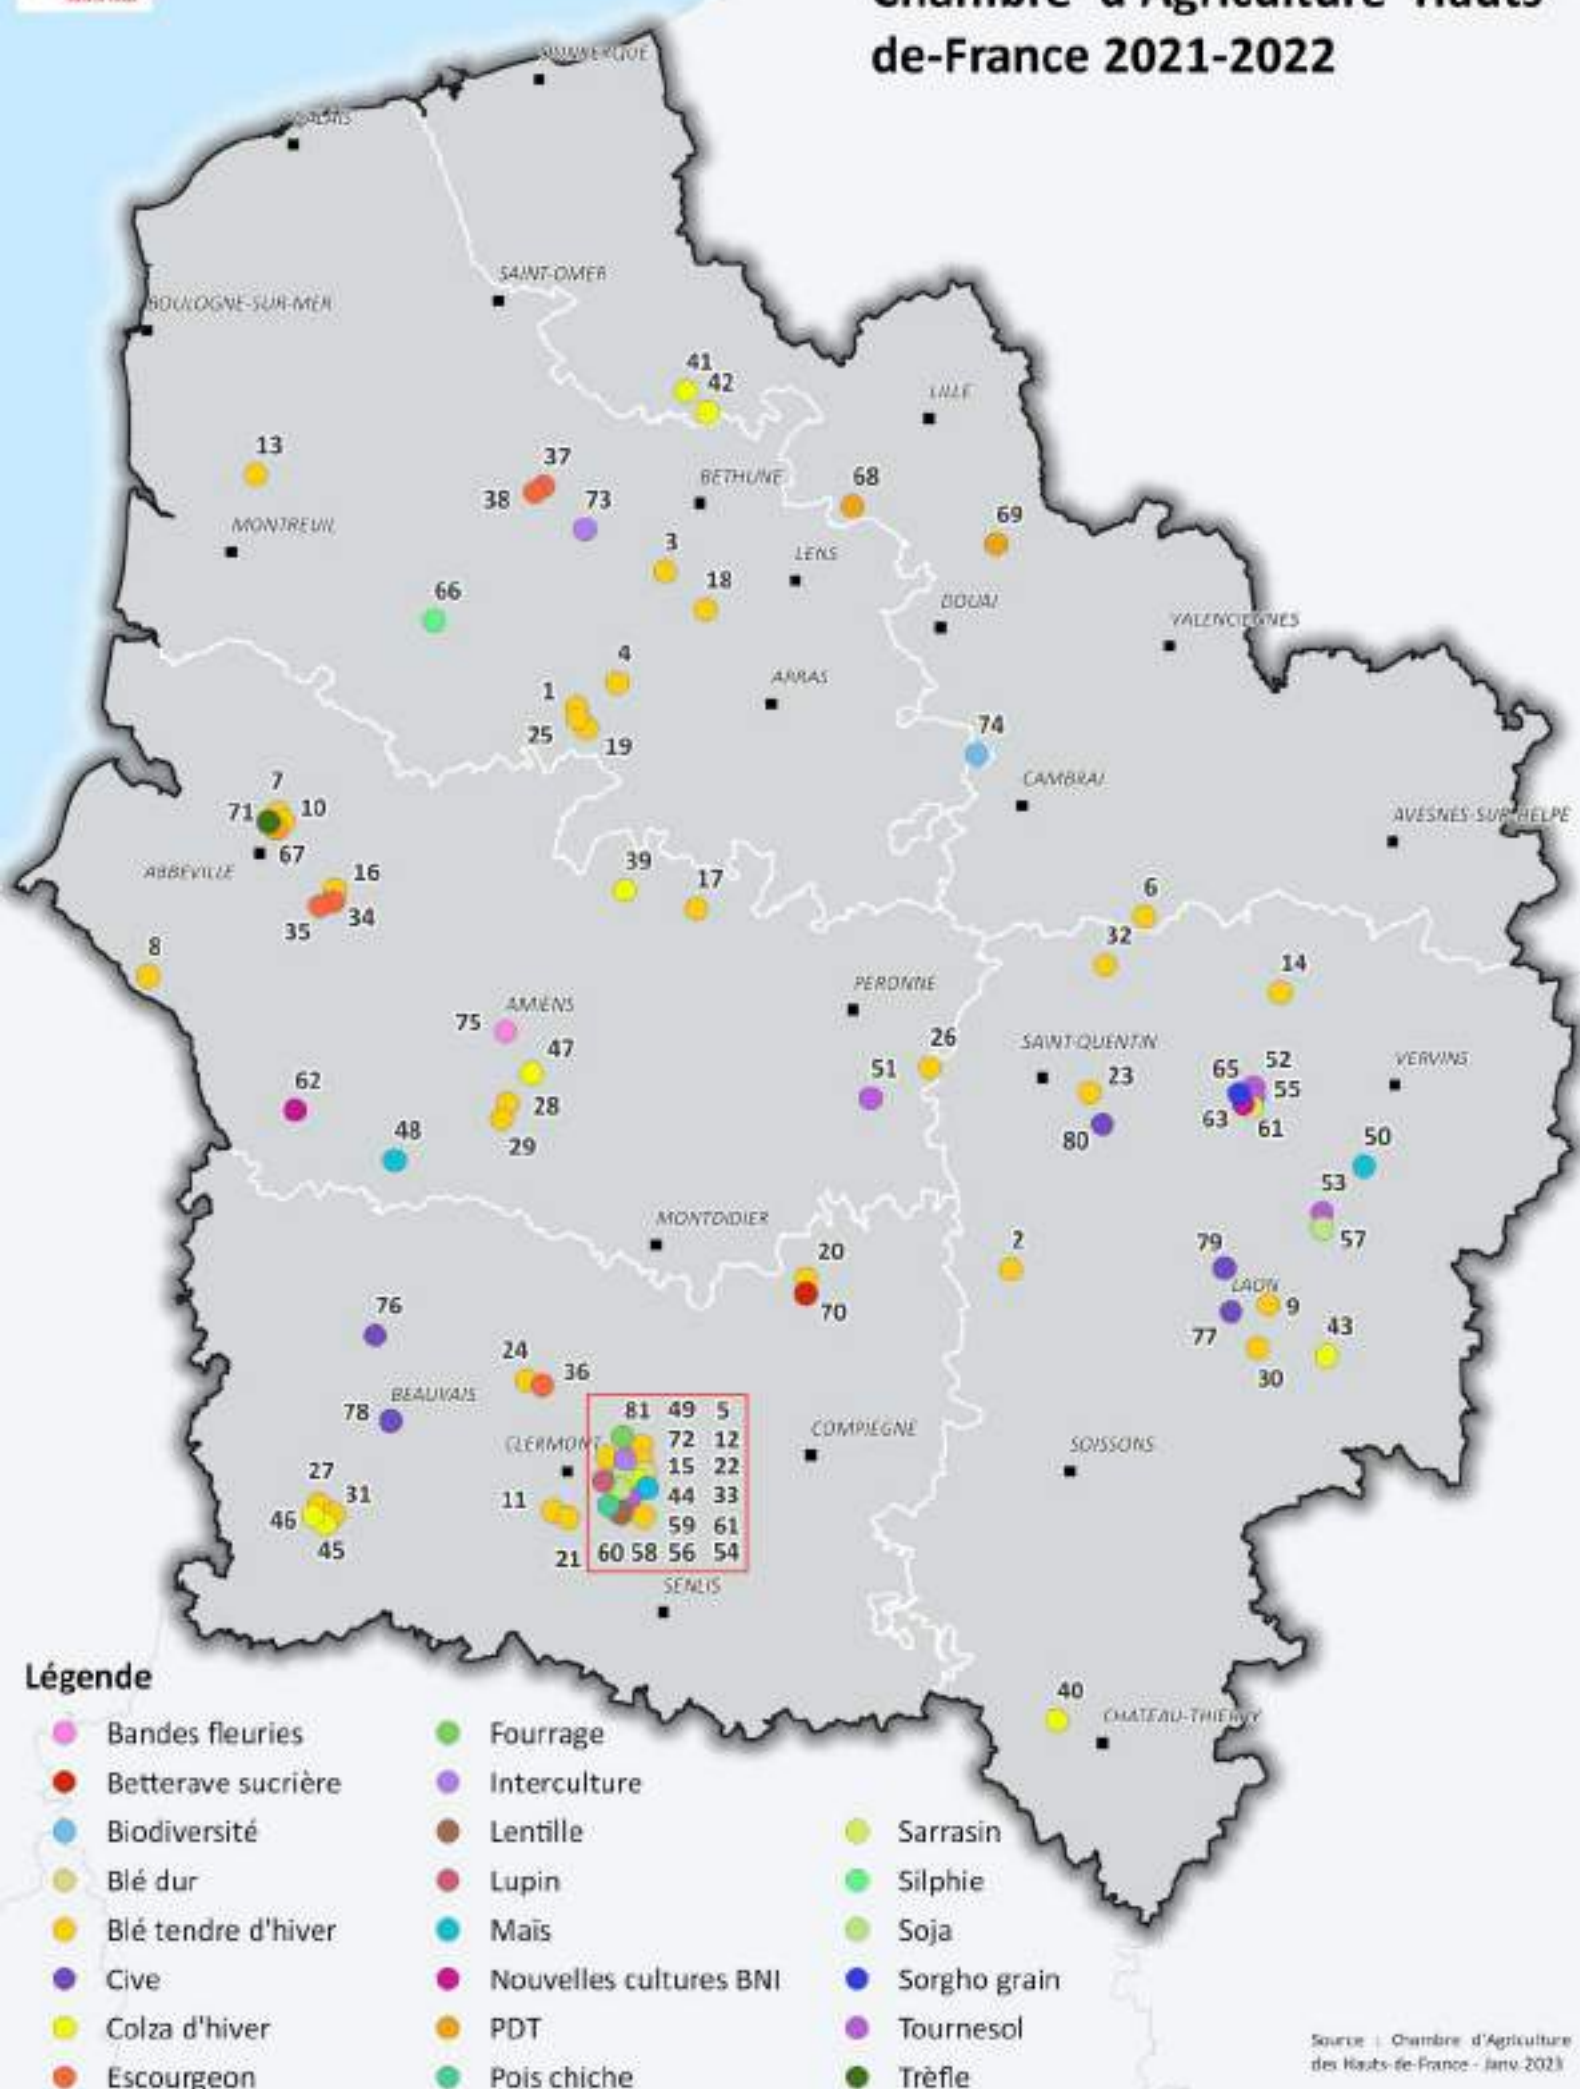 de-France 2021-2022
DUNKERQUE
CALAIS
SAINT-OMER
BOULOGNE-SUR-MER
41
42
LILLE
13
37
38
73
BETHUNE
68
69
MONTREUIL
3
LENS
18
66
DOUAI
VALENCIENNES
4
ARRAS
1
25
19
74
CAMBRAI
7
71
10
67
ABBEVILLE
AVESNES-SUR-HELPE
16
35
34
39
17
6
32
8
14
PERONNE
AMIENS
75
47
26
SAINT-QUENTIN
51
23
65
52
55
VERVINS
62
28
29
80
63
61
48
50
53
57
MONTDIDIER
20
70
2
79
LAON
9
77
43
30
76
24
36
BEAUVAIS
78
81 49 5
CLERMONT
72 12
COMPIEGNE
15 22
SOISSONS
27
31
46
45
11
44 33
59 61
21
60 58 56 54
SENLIS
40
CHATEAU-THIERRY
Légende
Bandes fleuries
Betterave sucrière
Biodiversité
Blé dur
Blé tendre d'hiver
Cive
Colza d'hiver
Escourgeon
Fourrage
Interculture
Lentille
Lupin
Maïs
Nouvelles cultures BNI
PDT
Pois chiche
Sarrasin
Silphie
Soja
Sorgho grain
Tournesol
Trèfle
Source : Chambre d'Agriculture
des Hauts-de-France - Janv. 2023